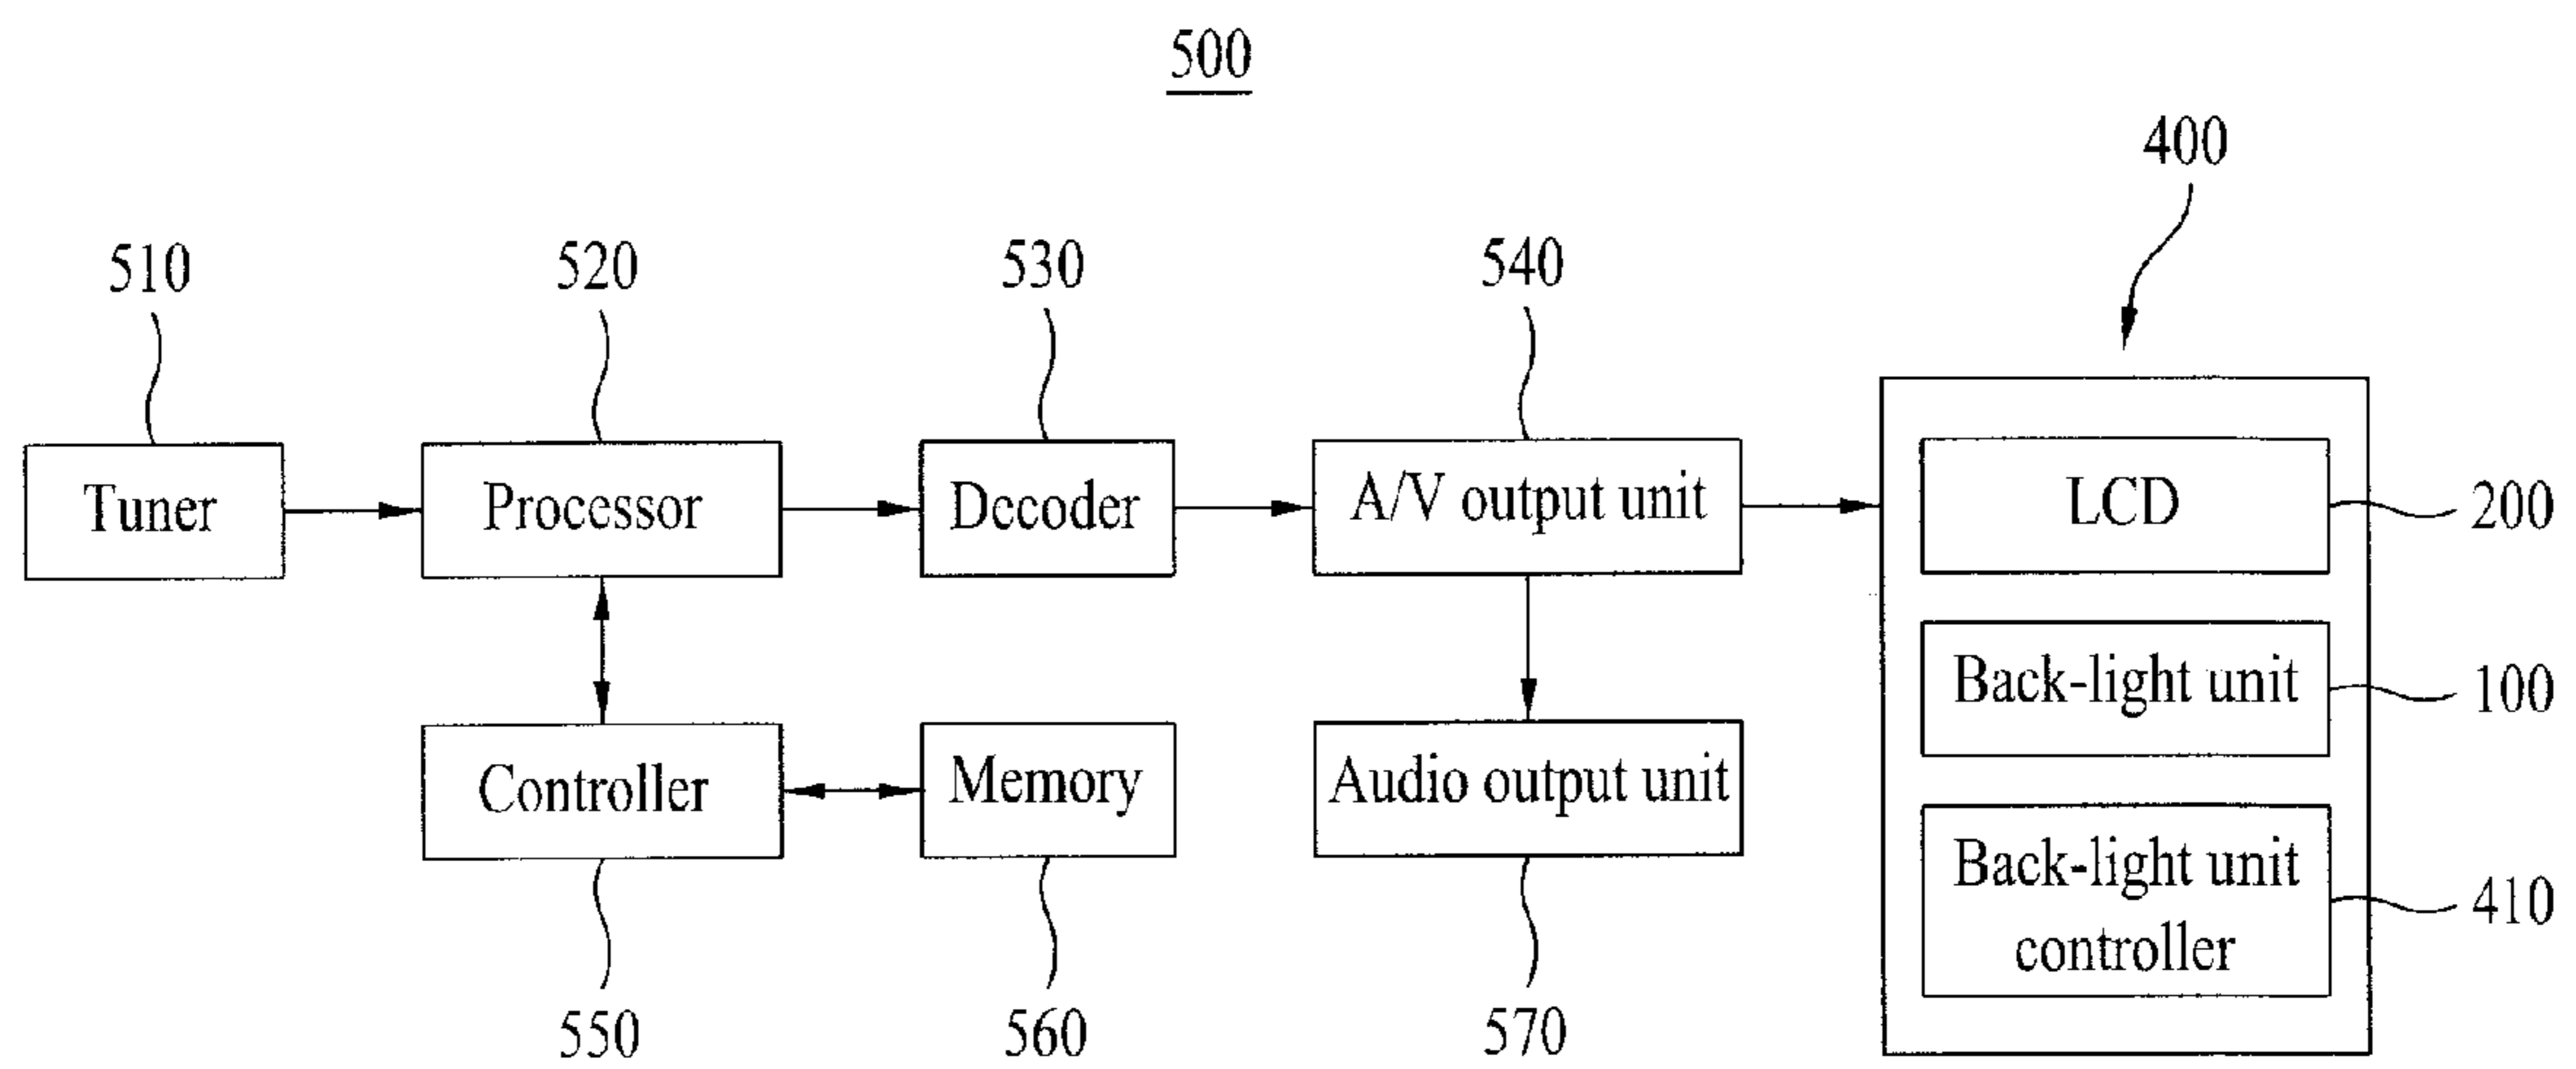 500
400
510
520
530
540
Tuner
Processor
Decoder
A/V output unit
LCD
200
Back-light unit
100
Controller
Memory
Audio output unit
Back-light unit
controller
410
550
560
570